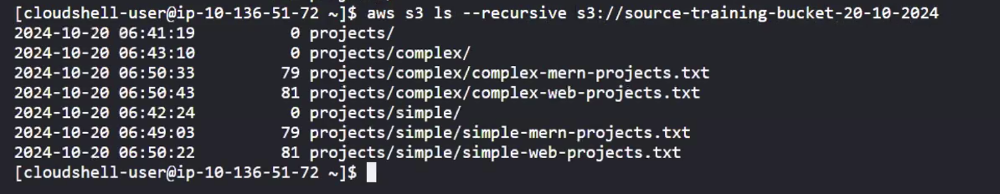 [cloudshell-user@ip-10-136-51-72 ~]$ aws s3 ls --recursive s3://source-training-bucket-20-10-2024
2024-10-20 06:41:19          0 projects/
2024-10-20 06:43:10          0 projects/complex/
2024-10-20 06:50:33         79 projects/complex/complex-mern-projects.txt
2024-10-20 06:50:43         81 projects/complex/complex-web-projects.txt
2024-10-20 06:42:24          0 projects/simple/
2024-10-20 06:49:03         79 projects/simple/simple-mern-projects.txt
2024-10-20 06:50:22         81 projects/simple/simple-web-projects.txt
[cloudshell-user@ip-10-136-51-72 ~]$